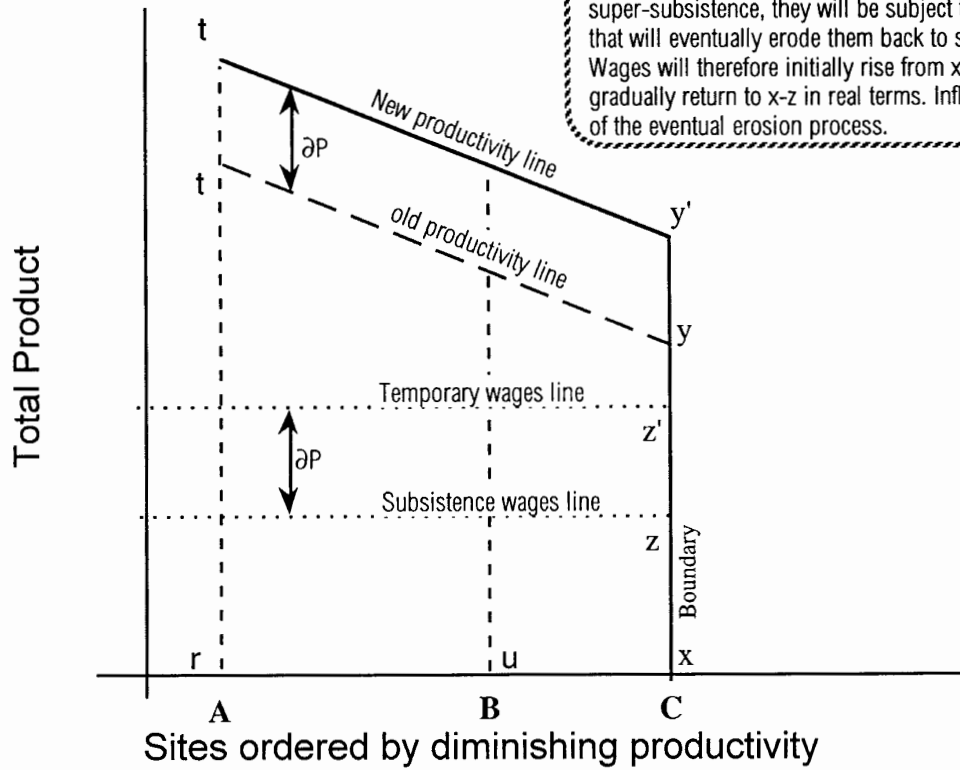 super-subsistence, they will be subject
that will eventually erode them back to
Wages will therefore initially rise from x
gradually return to x-z in real terms.
of the eventual erosion process.
t
New productivity line
∂P
t
old productivity line
y'
y
Total Product
Temporary wages line
z'
∂P
Subsistence wages line
z
Boundary
r
u
x
A
B
C
Sites ordered by diminishing productivity